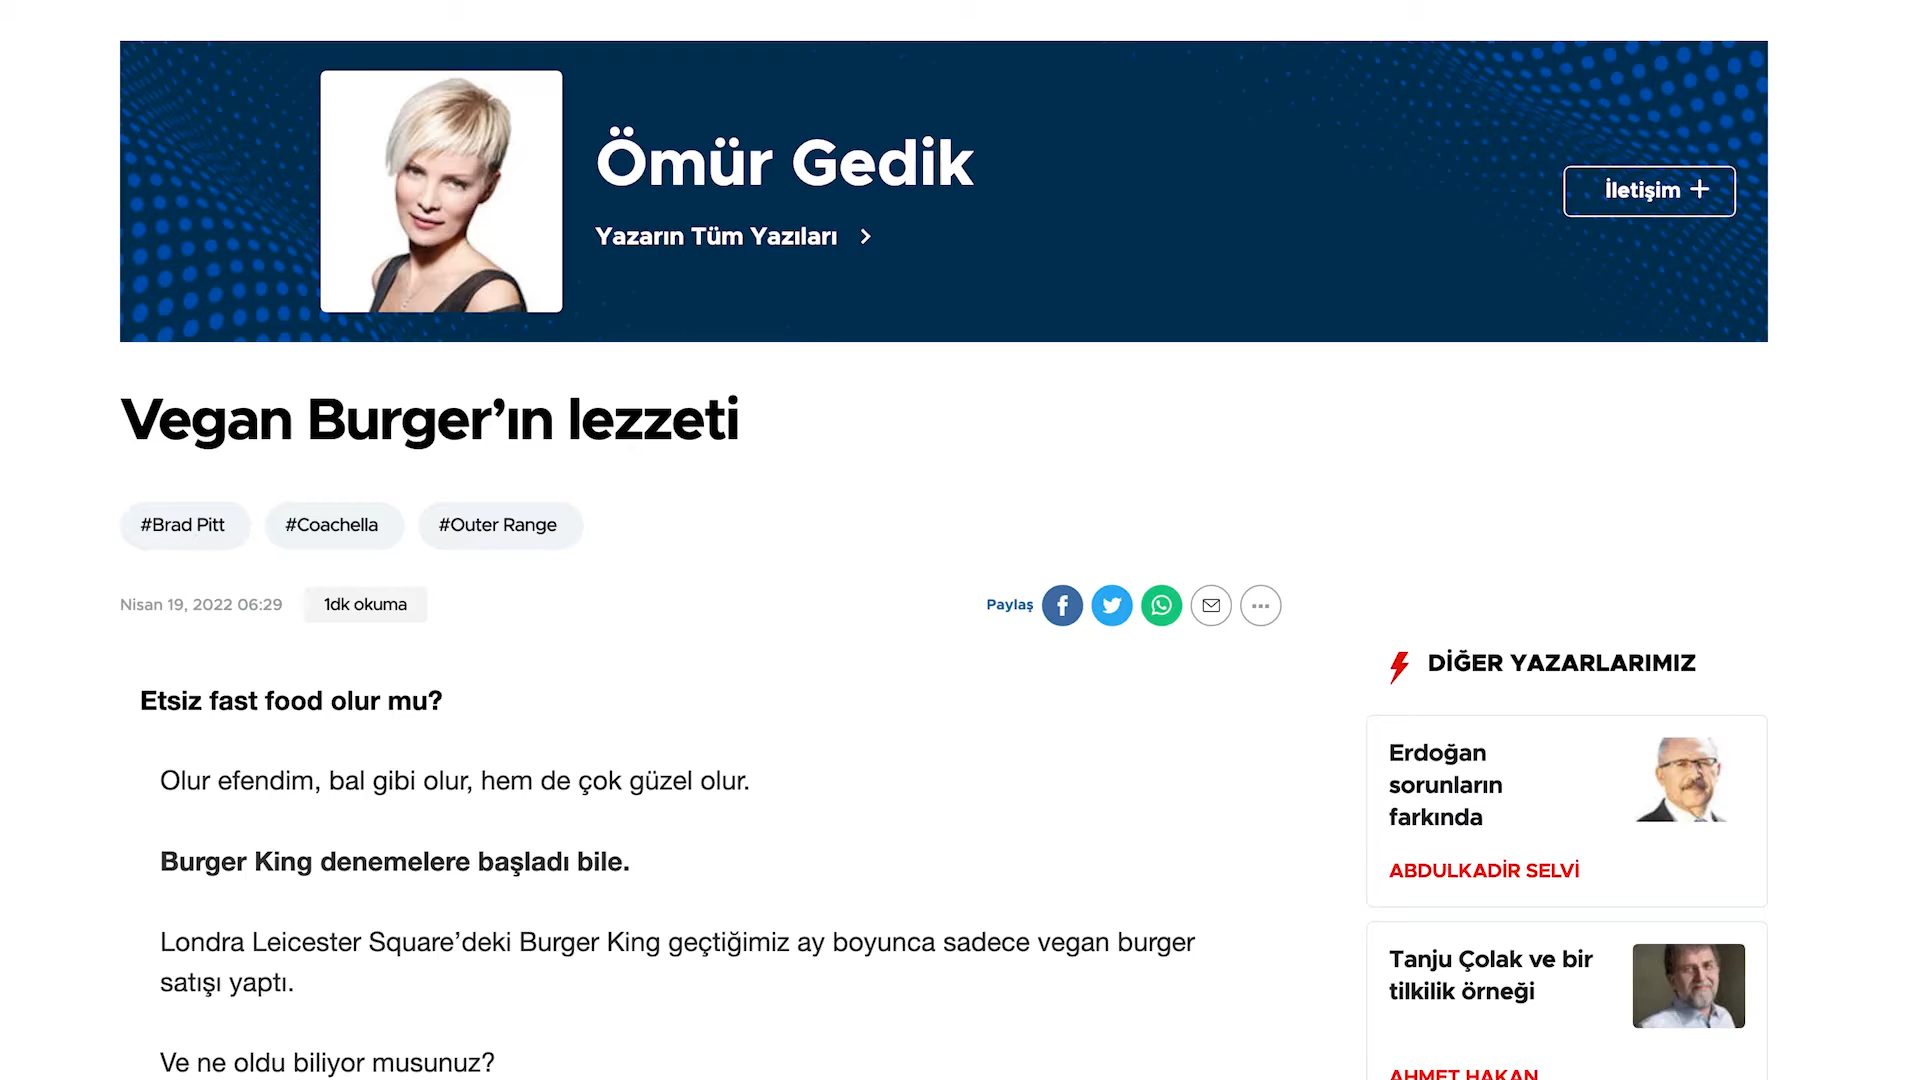 Ömür Gedik
Yazarın Tüm Yazıları
İletişim
Vegan Burger’ın lezzeti
#Brad Pitt
#Coachella
#Outer Range
Nisan 19, 2022 06:29
1dk okuma
Paylaş
Etsiz fast food olur mu?
Olur efendim, bal gibi olur, hem de çok güzel olur.
Burger King denemelere başladı bile.
Londra Leicester Square’deki Burger King geçtiğimiz ay boyunca sadece vegan burger
satışı yaptı.
Ve ne oldu biliyor musunuz?
DİĞER YAZARLARIMIZ
Erdoğan
sorunların
farkında
ABDULKADİR SELVİ
Tanju Çolak ve bir
tilkilik örneği
AHMET HAKAN